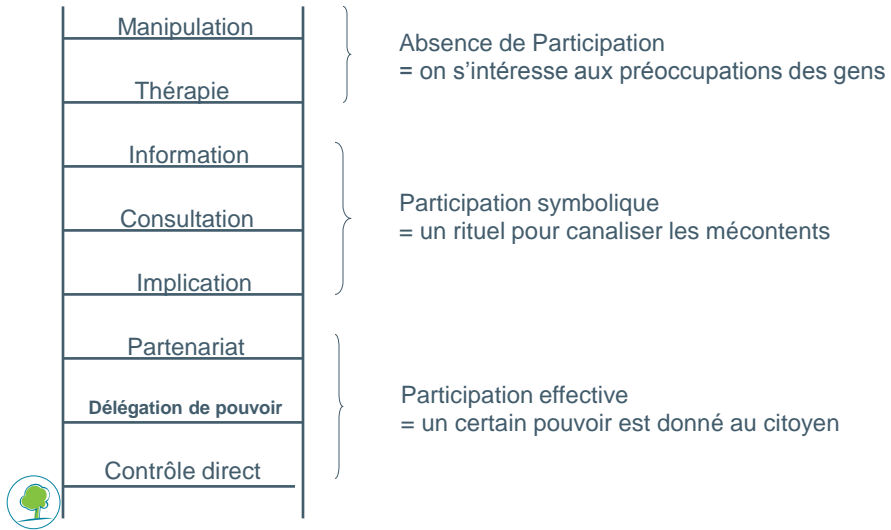 Manipulation
Thérapie
Absence de Participation
= on s’intéresse aux préoccupations des gens
Information
Consultation
Implication
Participation symbolique
= un rituel pour canaliser les mécontents
Partenariat
Délégation de pouvoir
Contrôle direct
Participation effective
= un certain pouvoir est donné au citoyen